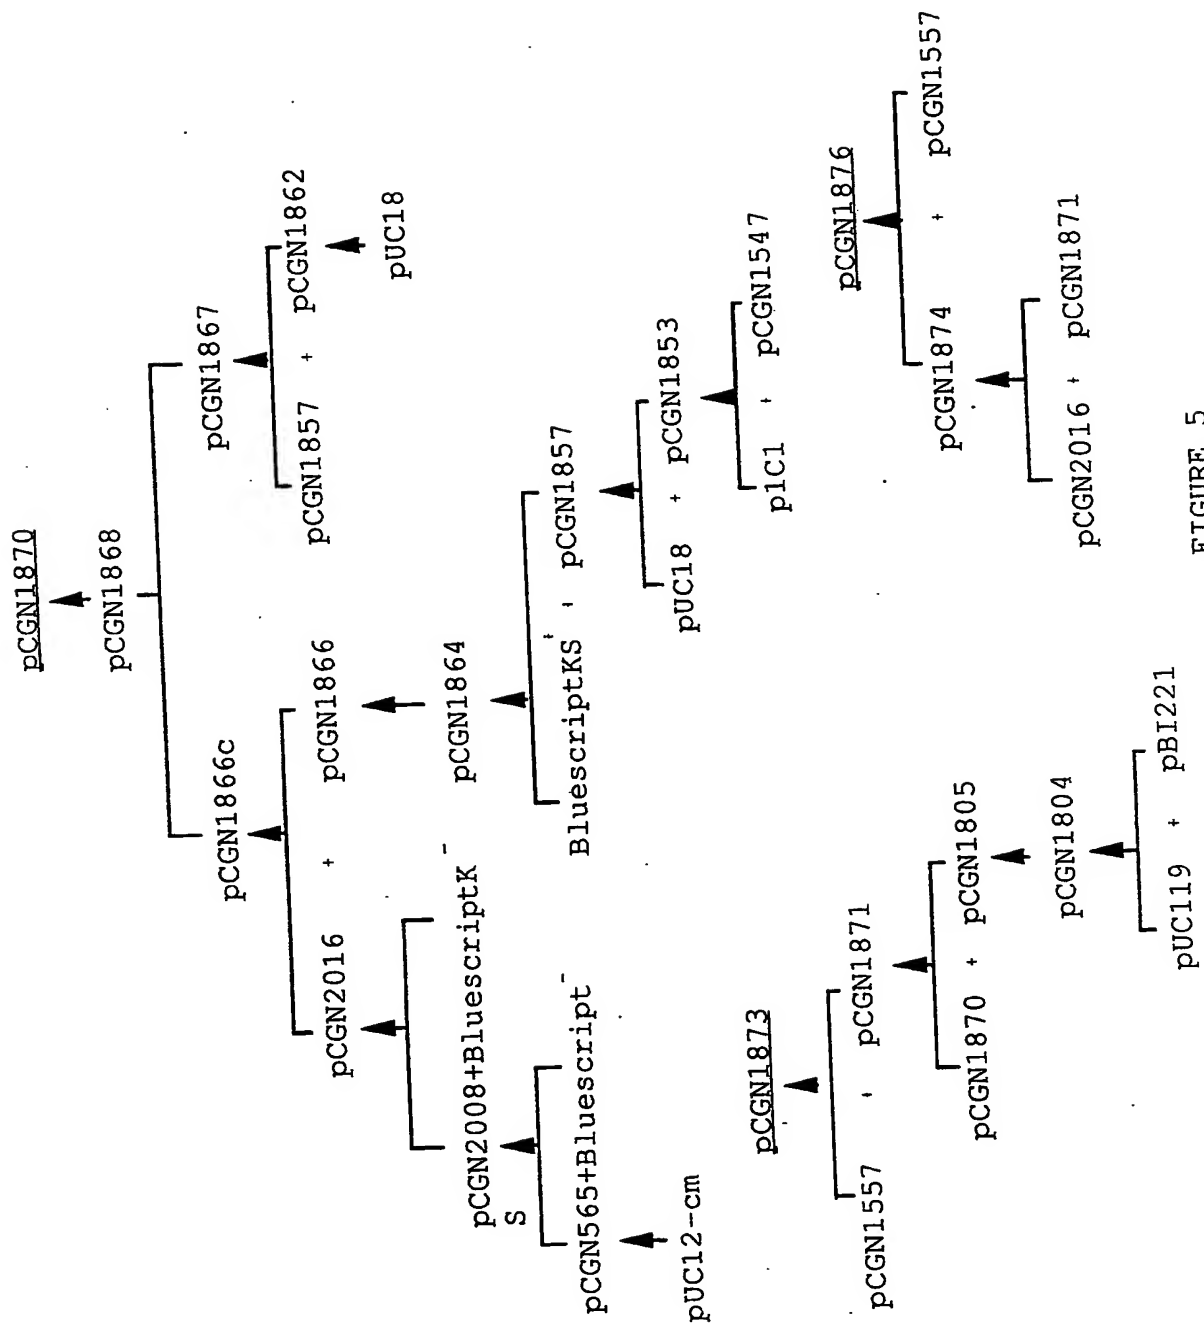 pCGN1870
pCGN1868
pCGN1866c pCGN1867
pCGN2016 + pCGN1866 pCGN1857 + pCGN1862
pCGN2008+BluescriptK- pCGN1864 pUC18
S
pCGN565+Bluescript- BluescriptKS+ + pCGN1857
pUC12-cm pUC18 + pCGN1853
p1C1 + pCGN1547
pCGN1873 pCGN1876
pCGN1557 + pCGN1871 pCGN1874 + pCGN1557
pCGN1870 + pCGN1805 pCGN2016 + pCGN1871
pCGN1804
pUC119 + pBI221
FIGURE 5